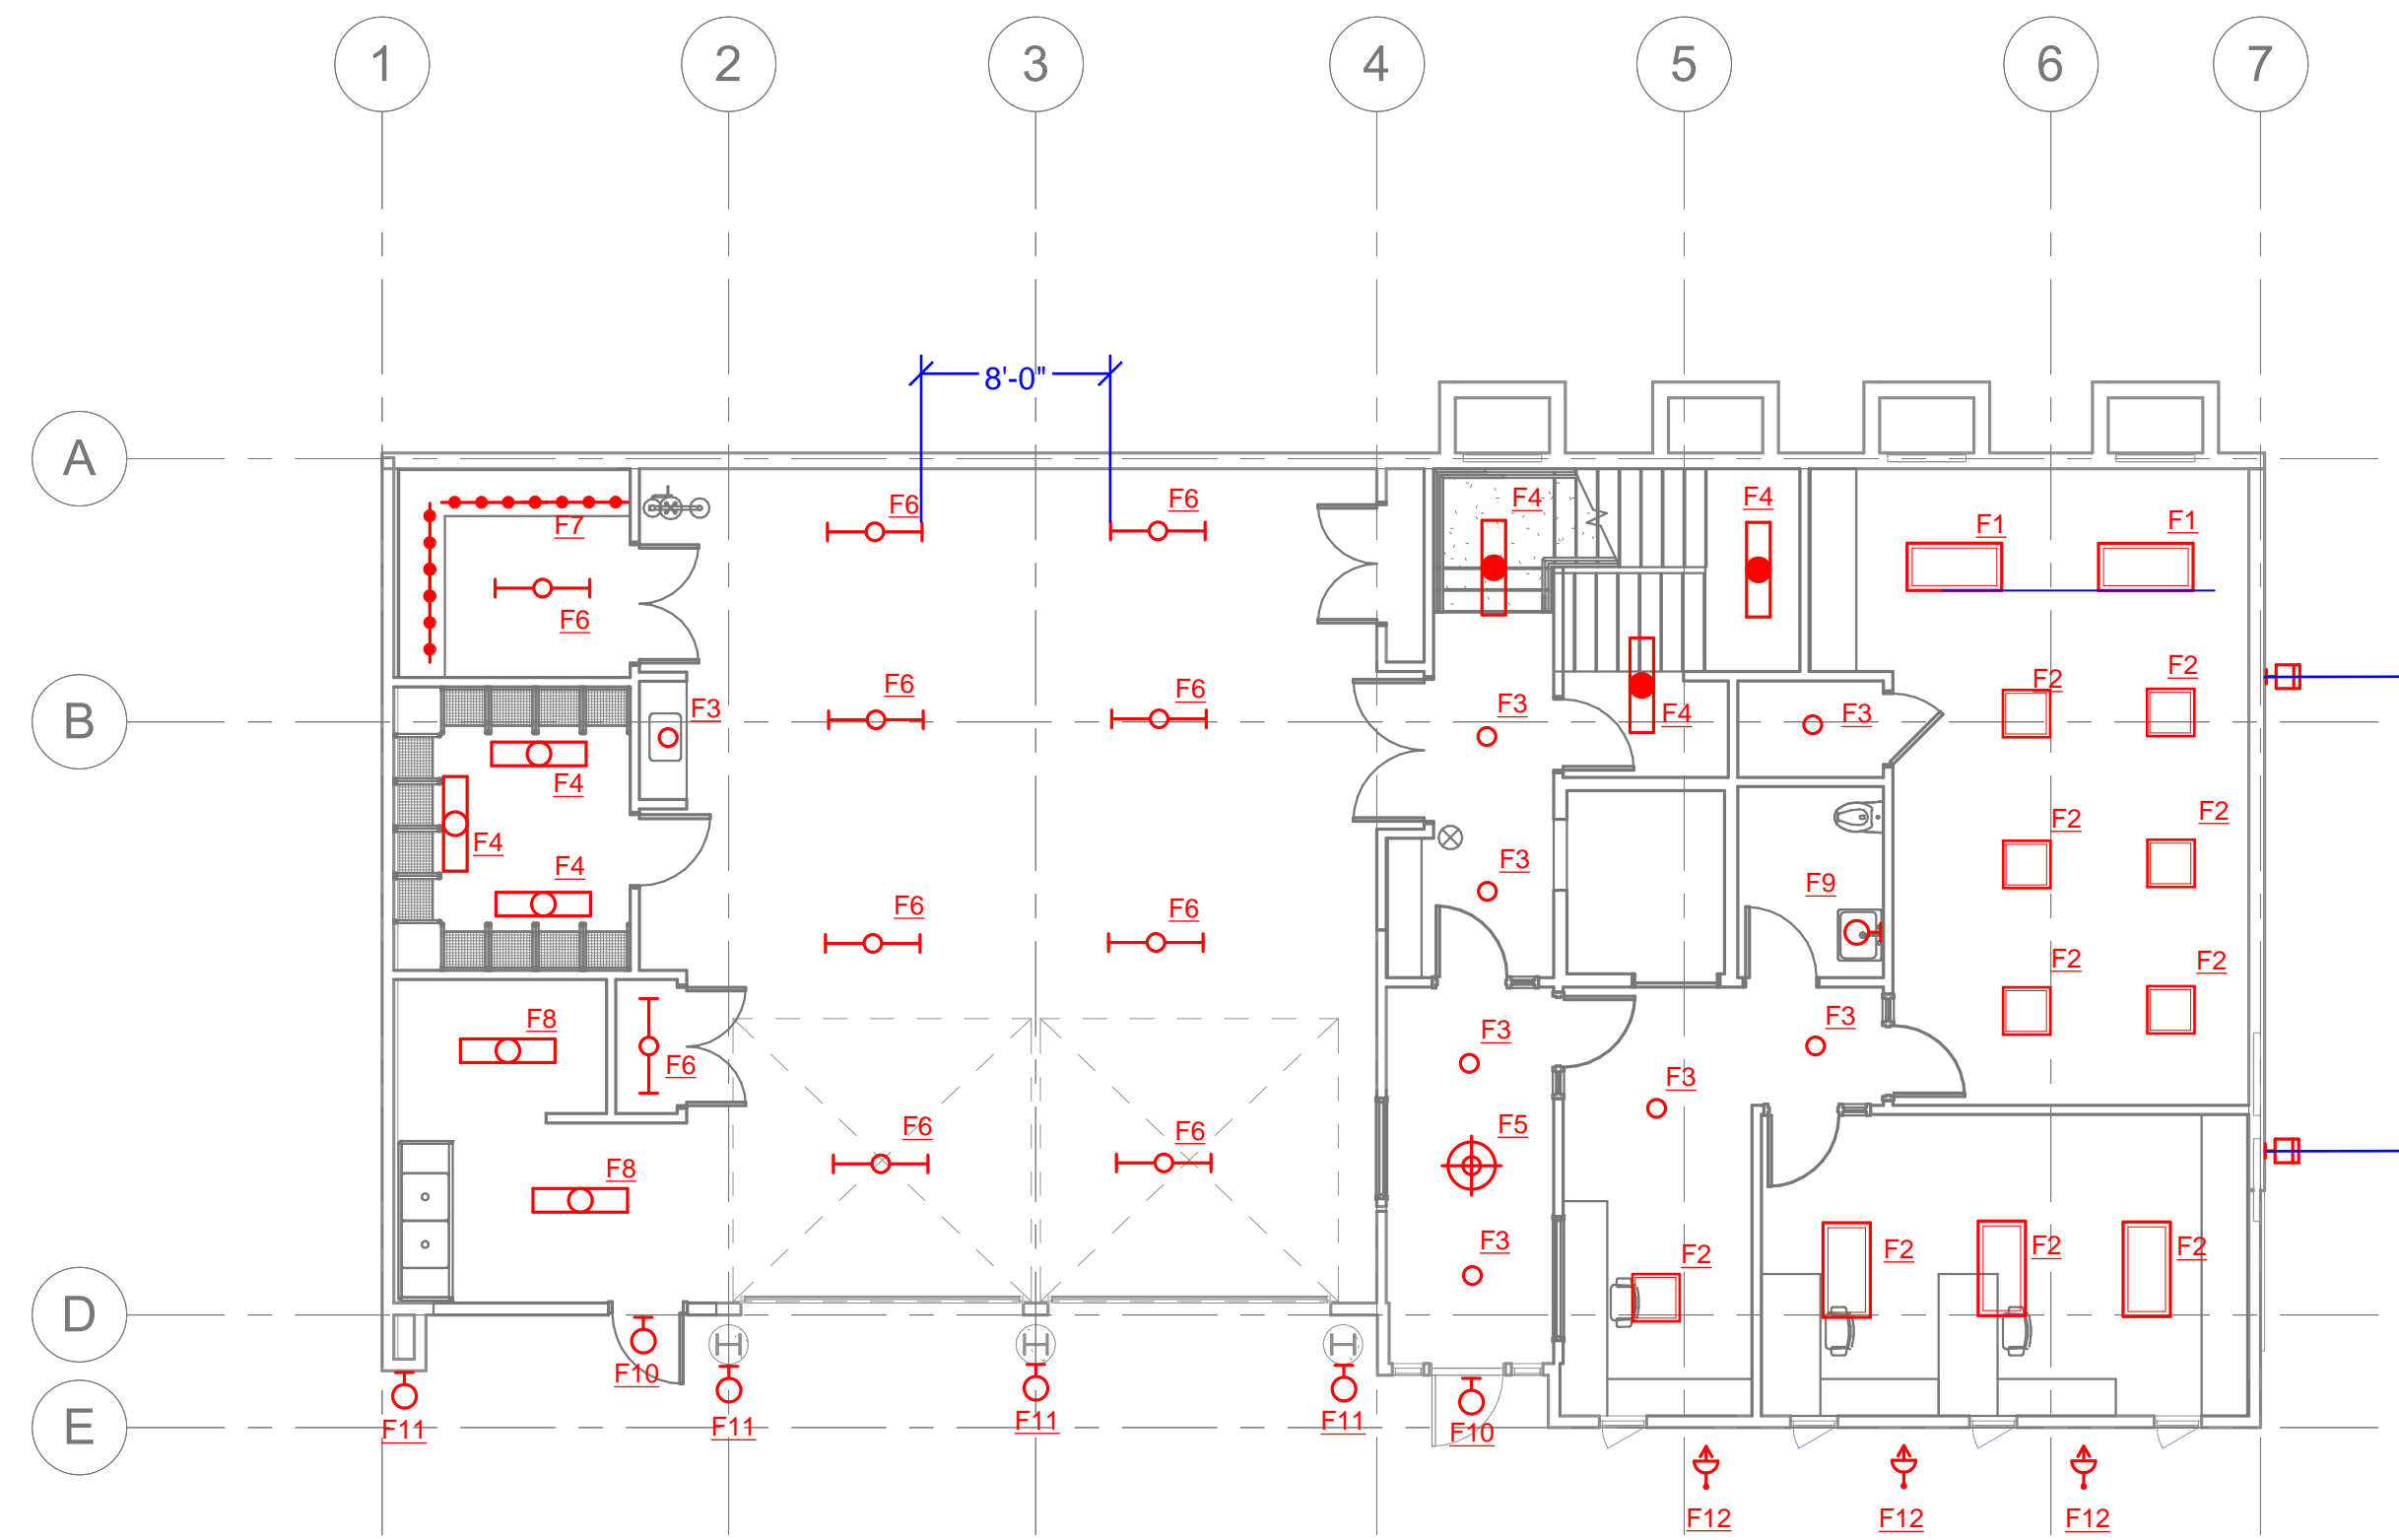 1 2 3 4 5 6 7
8'-0"
A
F6 F6 F4 F4
F7 F1 F1
F6
F2 F2
B
F3 F6 F6 F3 F4 F3
F4
F4 F2 F2
F4 F3
F9
F6 F6
F2 F2
F8 F3 F3
F6 F3
F6 F6 F5
F8
F3 F2 F2 F2 F2
D
F10
E
F11 F11 F11 F11 F10
F12 F12 F12